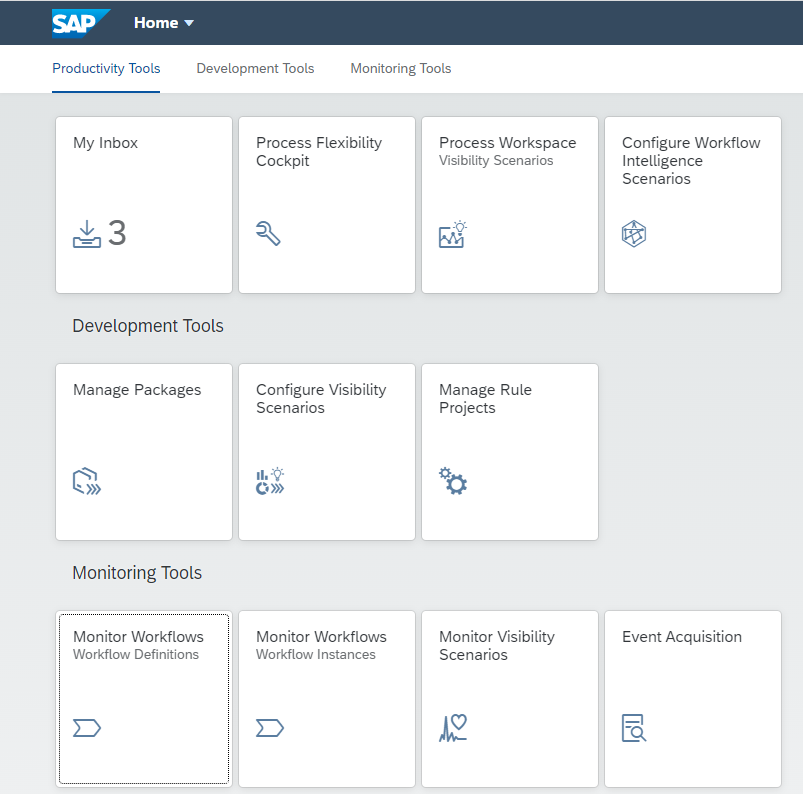 SAP Home
Productivity Tools Development Tools Monitoring Tools
My Inbox
3
Process Flexibility
Cockpit
Process Workspace
Visibility Scenarios
Configure Workflow
Intelligence
Scenarios
Development Tools
Manage Packages
Configure Visibility
Scenarios
Manage Rule
Projects
Monitoring Tools
Monitor Workflows
Workflow Definitions
Monitor Workflows
Workflow Instances
Monitor Visibility
Scenarios
Event Acquisition